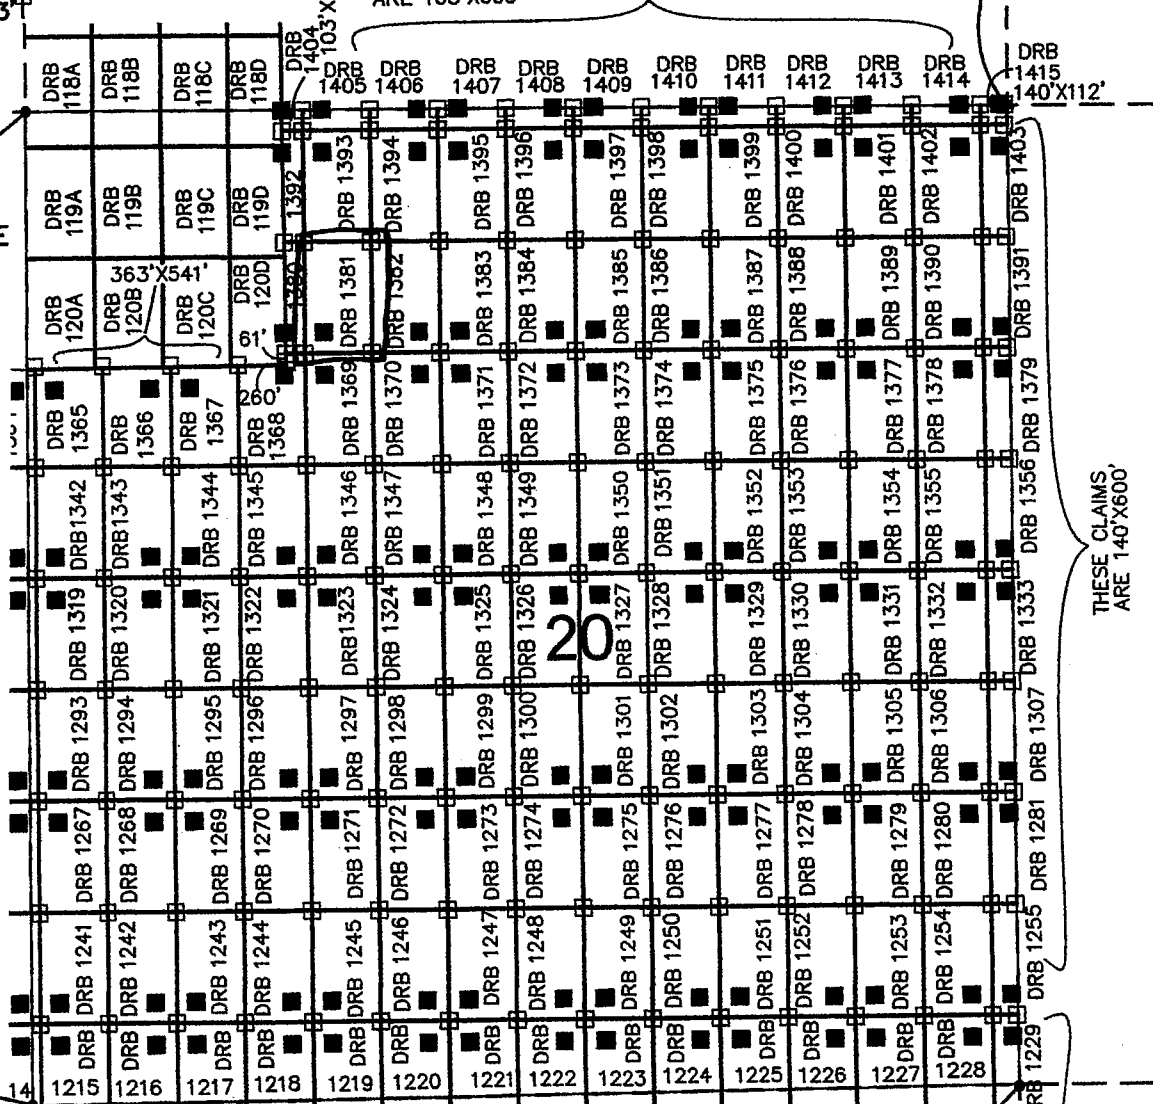 3'
DRB 1404
103'X
DRB 118A
DRB 118B
DRB 118C
DRB 118D
DRB 1405
DRB 1406
DRB 1407
DRB 1408
DRB 1409
DRB 1410
DRB 1411
DRB 1412
DRB 1413
DRB 1414
DRB
1415
140'X112'
DRB 119A
DRB 119B
DRB 119C
DRB 119D
1392
DRB 1393
DRB 1394
DRB 1395
DRB 1396
DRB 1397
DRB 1398
DRB 1399
DRB 1400
DRB 1401
DRB 1402
DRB 1403
363'X541'
DRB 120A
DRB 120B
DRB 120C
DRB 120D
DRB 1381
DRB 1382
DRB 1383
DRB 1384
DRB 1385
DRB 1386
DRB 1387
DRB 1388
DRB 1389
DRB 1390
DRB 1391
61'
260'
DRB 1365
DRB 1366
DRB 1367
DRB 1368
DRB 1369
DRB 1370
DRB 1371
DRB 1372
DRB 1373
DRB 1374
DRB 1375
DRB 1376
DRB 1377
DRB 1378
DRB 1379
DRB1342
DRB1343
DRB 1344
DRB 1345
DRB 1346
DRB 1347
DRB 1348
DRB 1349
DRB 1350
DRB 1351
DRB 1352
DRB 1353
DRB 1354
DRB 1355
DRB 1356
THESE CLAIMS
ARE 140'X600'
DRB 1319
DRB 1320
DRB 1321
DRB 1322
DRB1323
DRB 1324
DRB 1325
DRB 1326
20
DRB 1327
DRB 1328
DRB 1329
DRB 1330
DRB 1331
DRB 1332
DRB 1333
DRB 1293
DRB 1294
DRB 1295
DRB 1296
DRB 1297
DRB 1298
DRB 1299
DRB 1300
DRB 1301
DRB 1302
DRB 1303
DRB 1304
DRB 1305
DRB 1306
DRB 1307
DRB 1267
DRB 1268
DRB 1269
DRB 1270
DRB 1271
DRB 1272
DRB 1273
DRB 1274
DRB 1275
DRB 1276
DRB 1277
DRB 1278
DRB 1279
DRB 1280
DRB 1281
DRB 1241
DRB 1242
DRB 1243
DRB 1244
DRB 1245
DRB 1246
DRB 1247
DRB 1248
DRB 1249
DRB 1250
DRB 1251
DRB 1252
DRB 1253
DRB 1254
DRB 1255
14
DRB 1215
DRB 1216
DRB 1217
DRB 1218
DRB 1219
DRB 1220
DRB 1221
DRB 1222
DRB 1223
DRB 1224
DRB 1225
DRB 1226
DRB 1227
DRB 1228
RB 1229